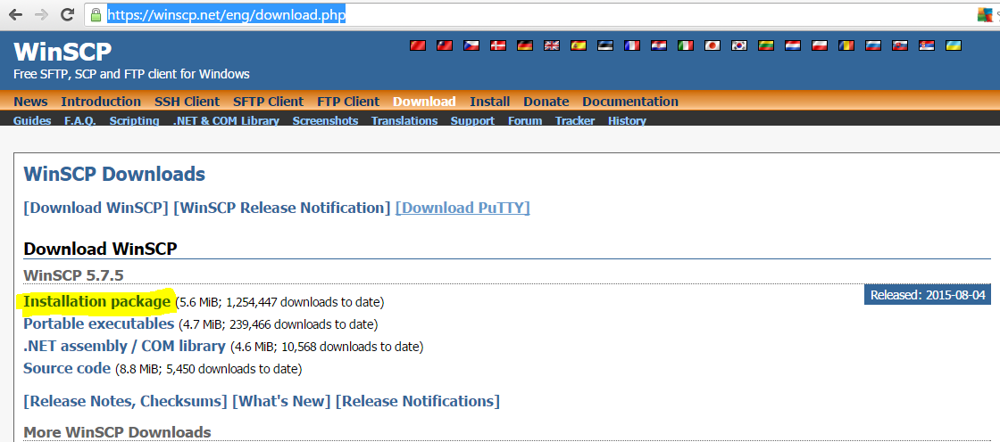 https://winscp.net/eng/download.php
WinSCP
Free SFTP, SCP and FTP client for Windows
News Introduction SSH Client SFTP Client FTP Client Download Install Donate Documentation
Guides F.A.Q. Scripting .NET & COM Library Screenshots Translations Support Forum Tracker History
WinSCP Downloads
[Download WinSCP] [WinSCP Release Notification] [Download PuTTY]
Download WinSCP
WinSCP 5.7.5
Installation package (5.6 MiB; 1,254,447 downloads to date)
Released: 2015-08-04
Portable executables (4.7 MiB; 239,466 downloads to date)
.NET assembly / COM library (4.6 MiB; 10,568 downloads to date)
Source code (8.8 MiB; 5,450 downloads to date)
[Release Notes, Checksums] [What's New] [Release Notifications]
More WinSCP Downloads